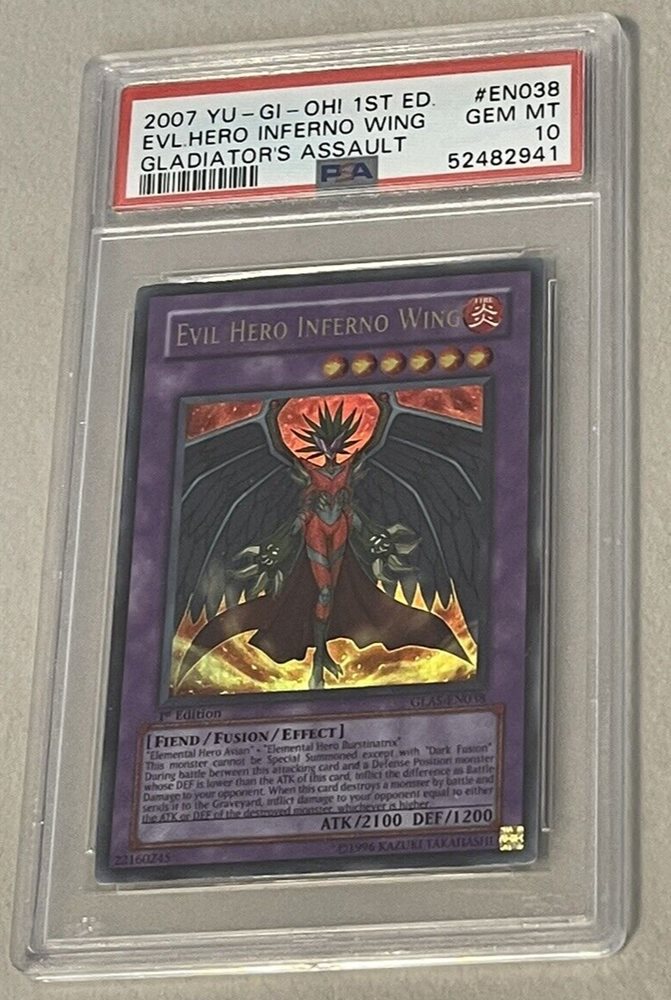 2007 YU-GI-OH! 1ST ED. #EN038
EVL.HERO INFERNO WING GEM MT
GLADIATOR'S ASSAULT 10
PSA 52482941
EVIL HERO INFERNO WING
FIRE
炎
GLAS-EN038
1st Edition
[FIEND/FUSION/EFFECT]
"Elemental Hero Avian" + "Elemental Hero Burstinatrix"
This monster cannot be Special Summoned except with "Dark Fusion"
During battle between this attacking card and a Defense Position monster
whose DEF is lower than the ATK of this card, inflict the difference as Battle
Damage to your opponent. When this card destroys a monster by battle and
sends it to the Graveyard, inflict damage to your opponent equal to either
the ATK or DEF of the destroyed monster, whichever is higher.
ATK/2100 DEF/1200
22160245 ©1996 KAZUKI TAKAHASHI